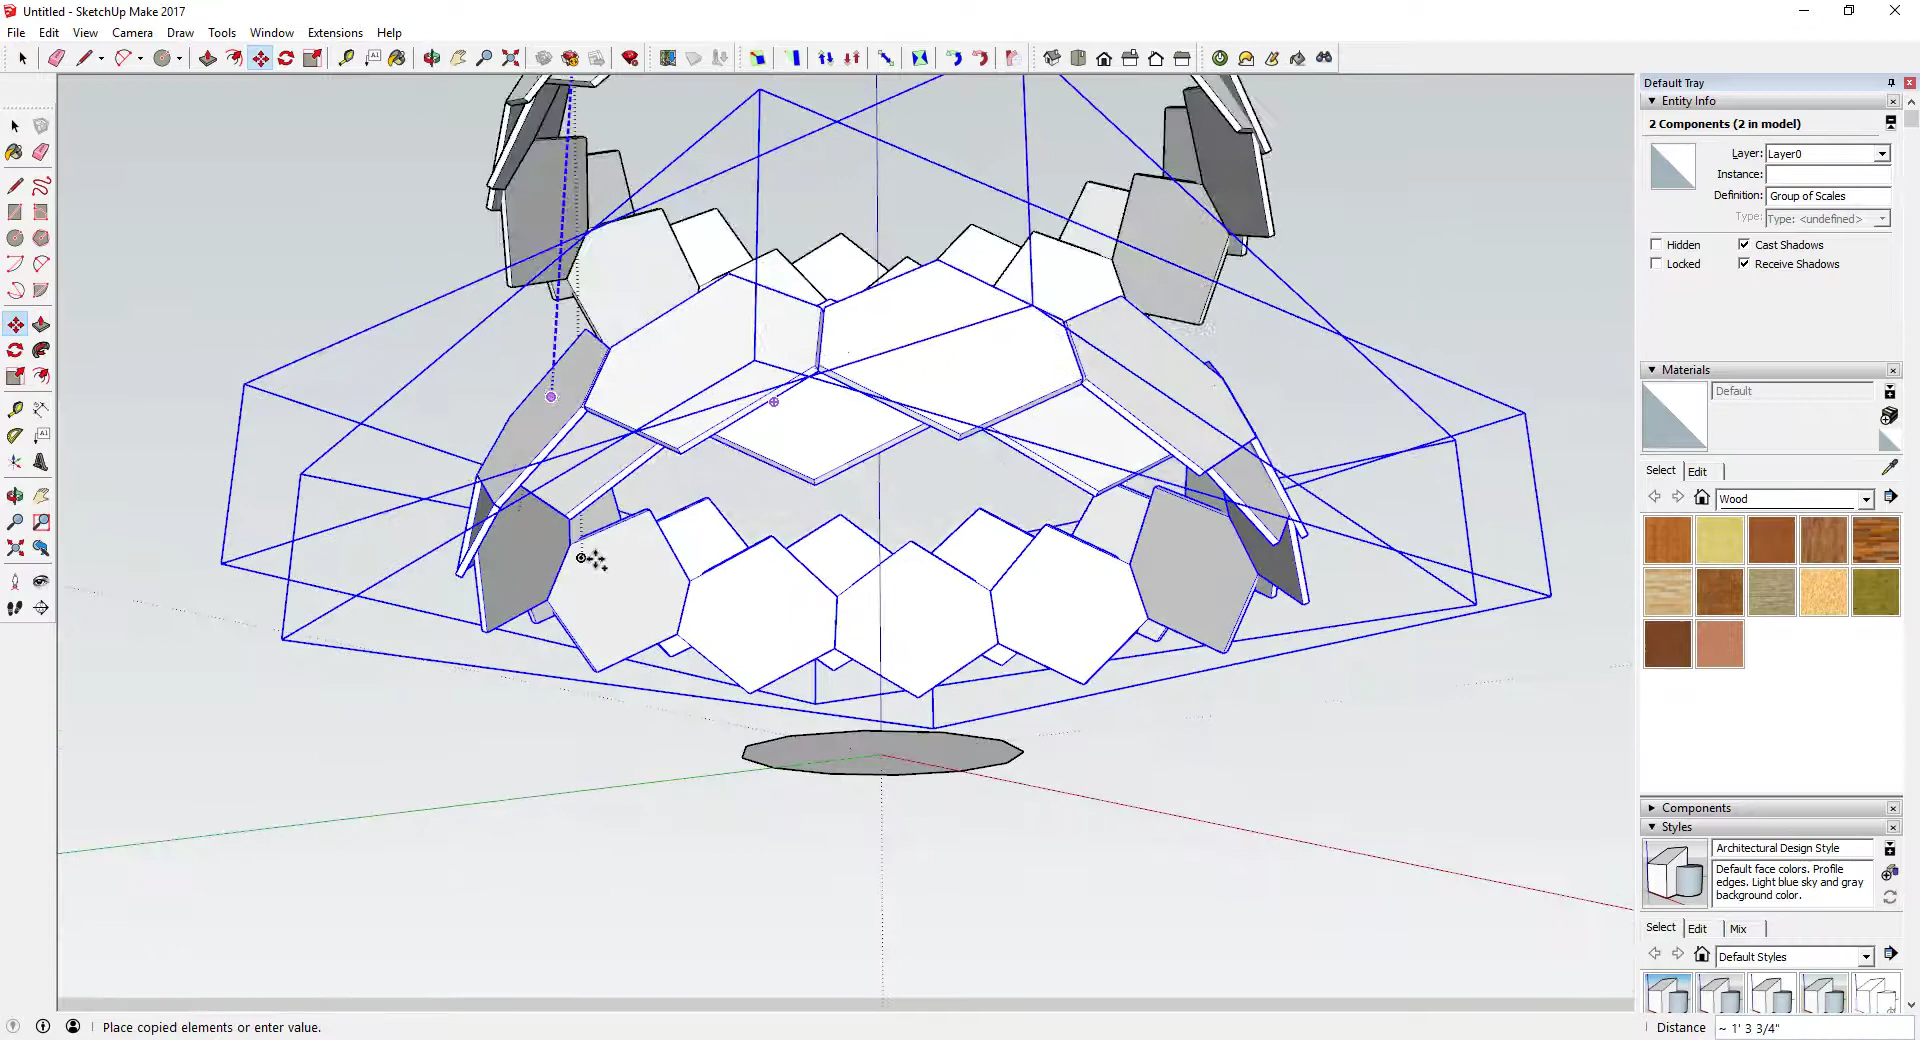 Untitled - SketchUp Make 2017
File Edit View Camera Draw Tools Window Extensions Help
Default Tray
Entity Info
2 Components (2 in model)
Layer: Layer0
Instance:
Definition: Group of Scales
Type: Type: <undefined>
Hidden Cast Shadows
Locked Receive Shadows
Materials
Default
Select Edit
Wood
Components
Styles
Architectural Design Style
Default face colors. Profile
edges. Light blue sky and gray
background color.
Select Edit Mix
Default Styles
Place copied elements or enter value.
Distance ~ 1' 3 3/4"